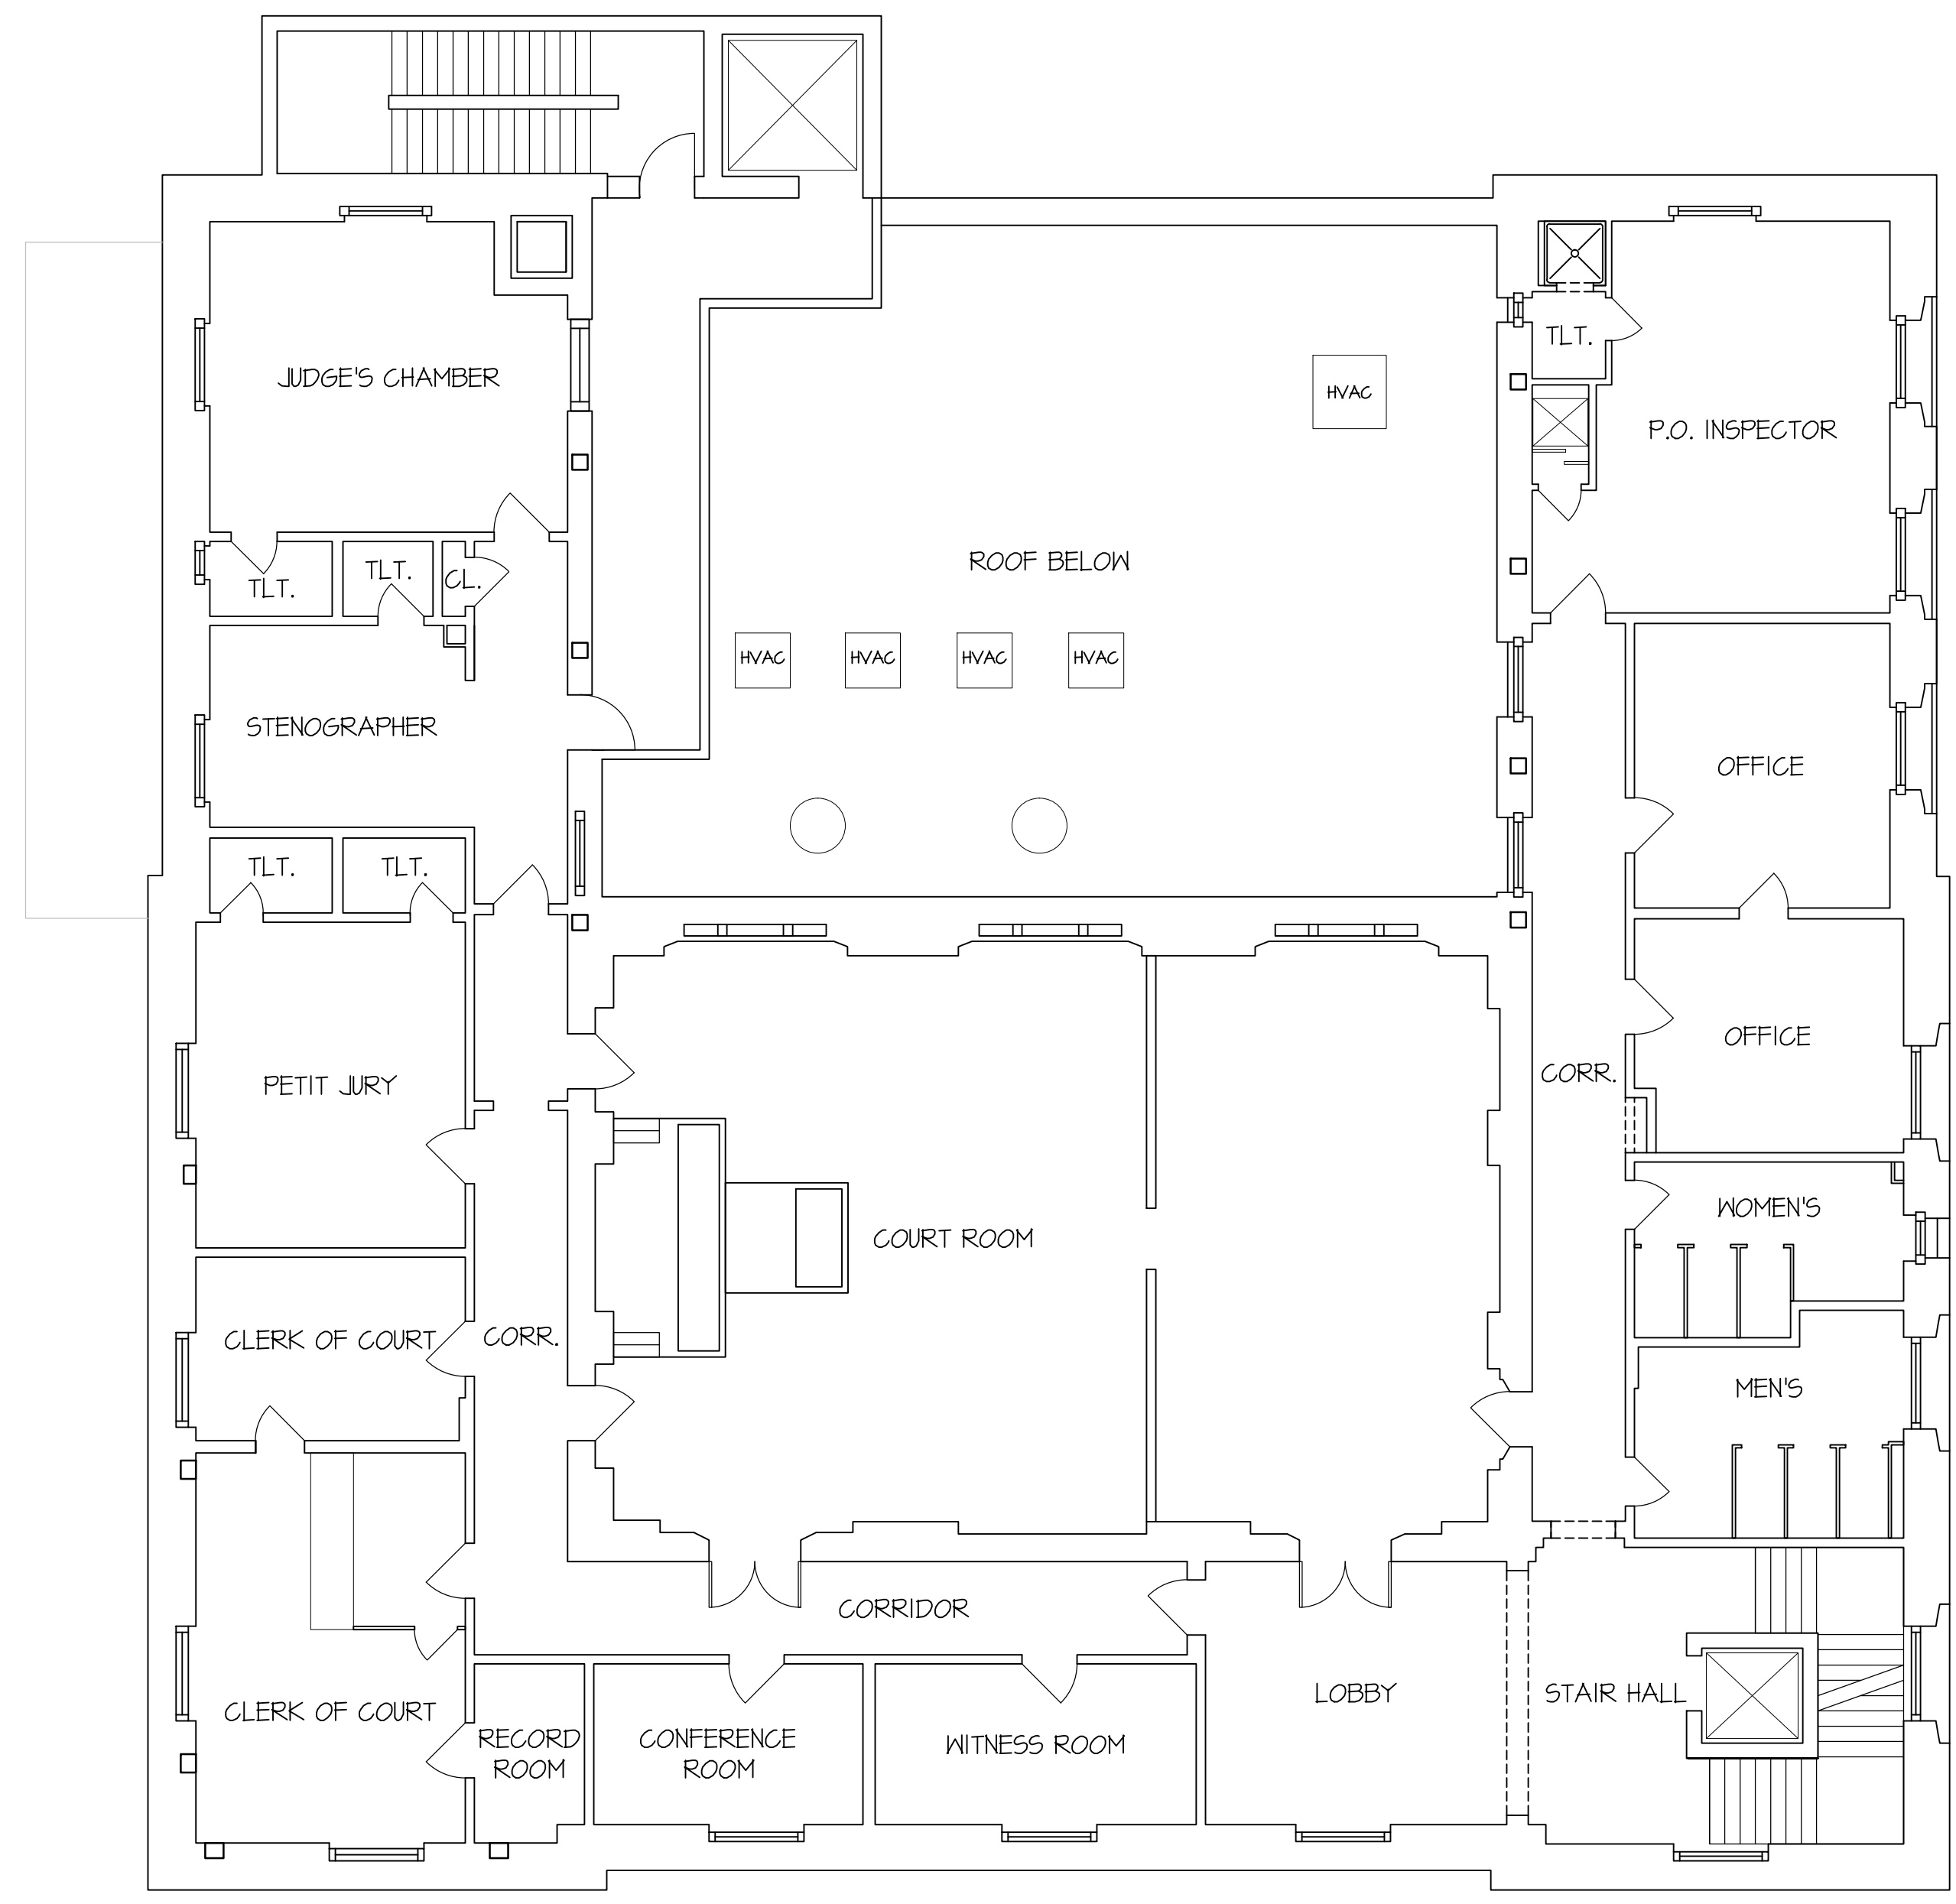 TLT.
JUDGE'S CHAMBER
HVAC
P.O. INSPECTOR
ROOF BELOW
TLT.
TLT.
CL.
HVAC
HVAC
HVAC
HVAC
STENOGRAPHER
OFFICE
TLT.
TLT.
OFFICE
CORR.
PETIT JURY
WOMEN'S
COURT ROOM
CLERK OF COURT
CORR.
MEN'S
CORRIDOR
LOBBY
STAIR HALL
CLERK OF COURT
RECORD
ROOM
CONFERENCE
ROOM
WITNESS ROOM